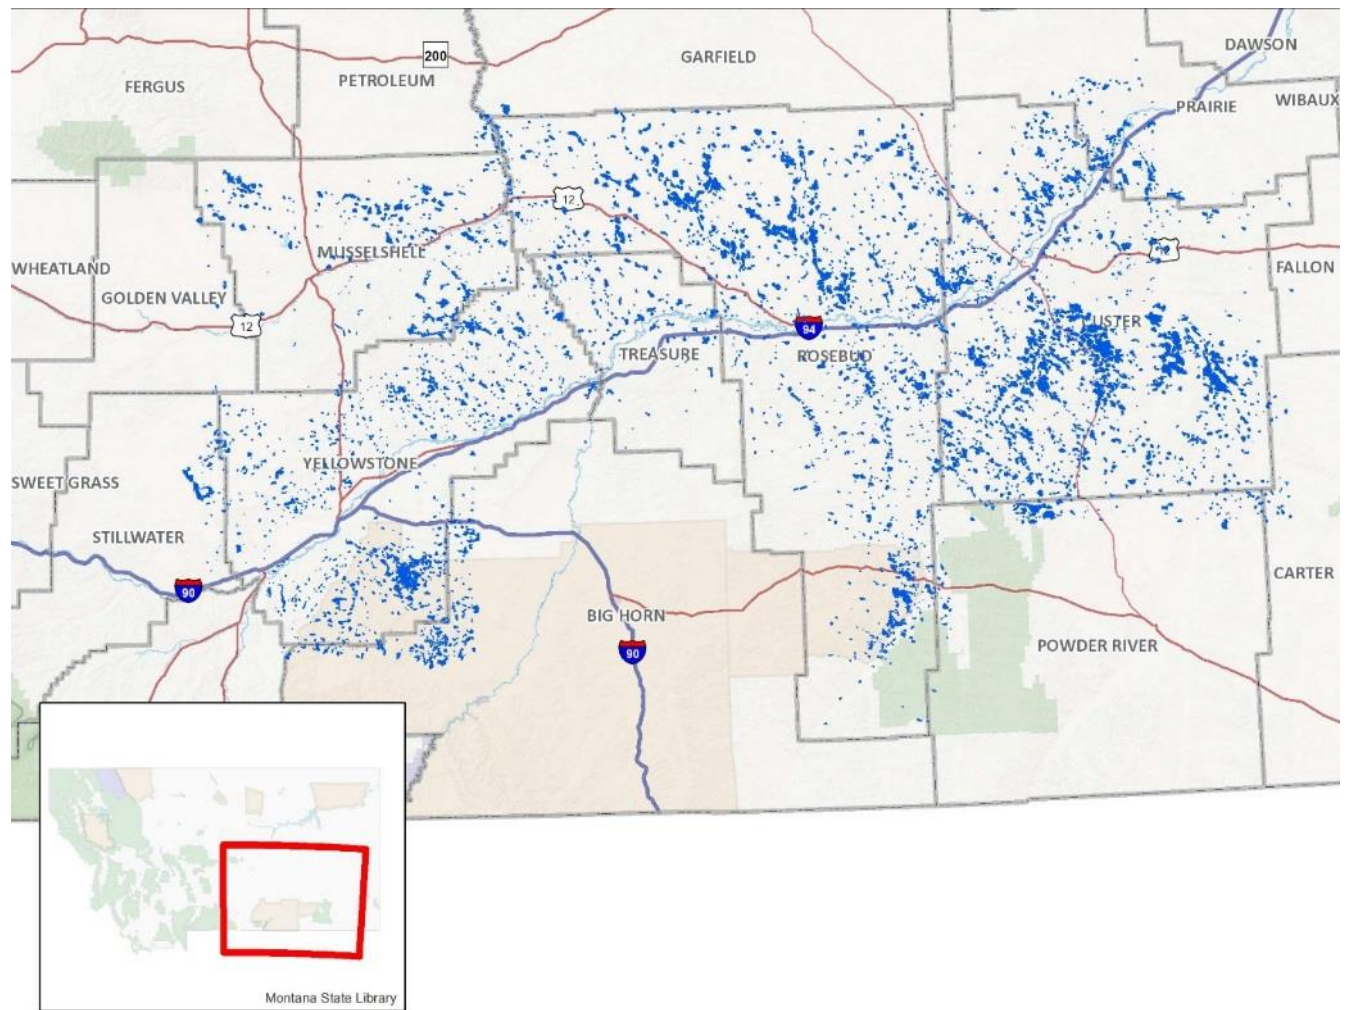 DAWSON
200
GARFIELD
PETROLEUM
FERGUS
PRAIRIE
WIBAUX
12
MUSSELSHELL
WHEATLAND
FALLON
GOLDEN VALLEY
12
94
USTER
TREASURE
ROSEBUD
YELLOWSTONE
SWEET GRASS
STILLWATER
CARTER
90
BIG HORN
POWDER RIVER
90
Montana State Library